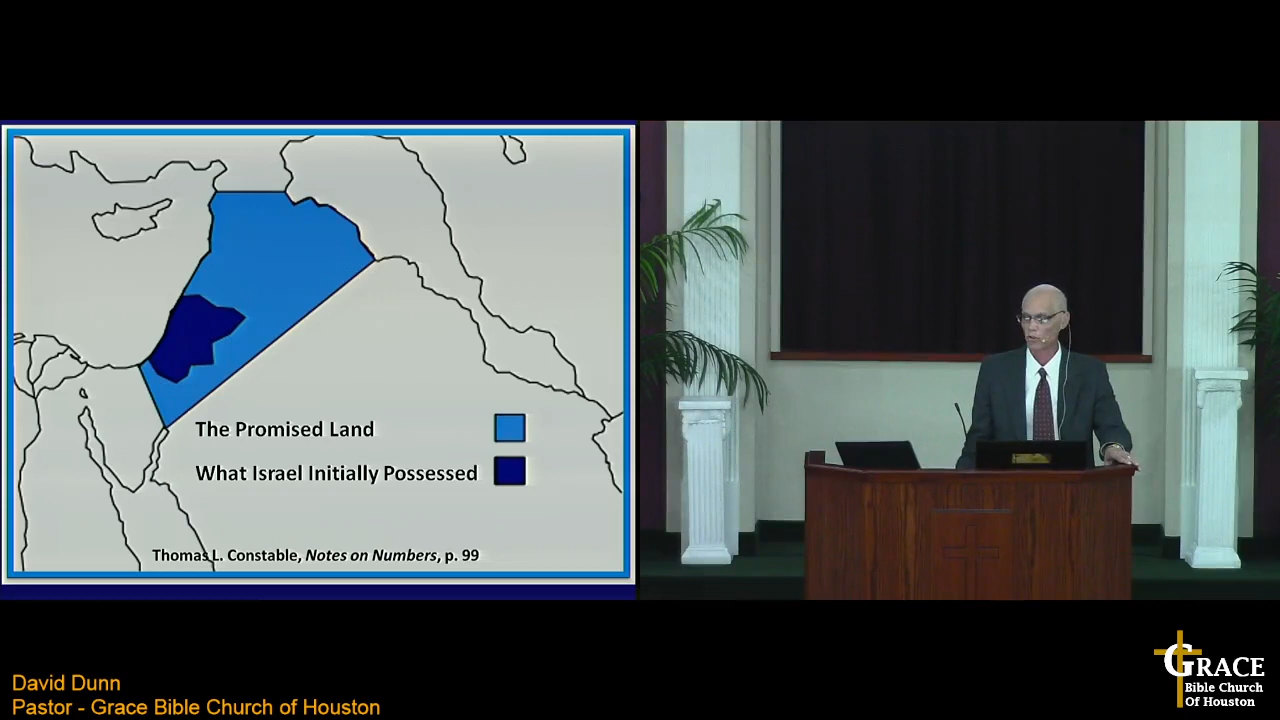 The Promised Land
What Israel Initially Possessed
Thomas L. Constable, Notes on Numbers, p. 99
David Dunn
Pastor - Grace Bible Church of Houston
GRACE
Bible Church
Of Houston